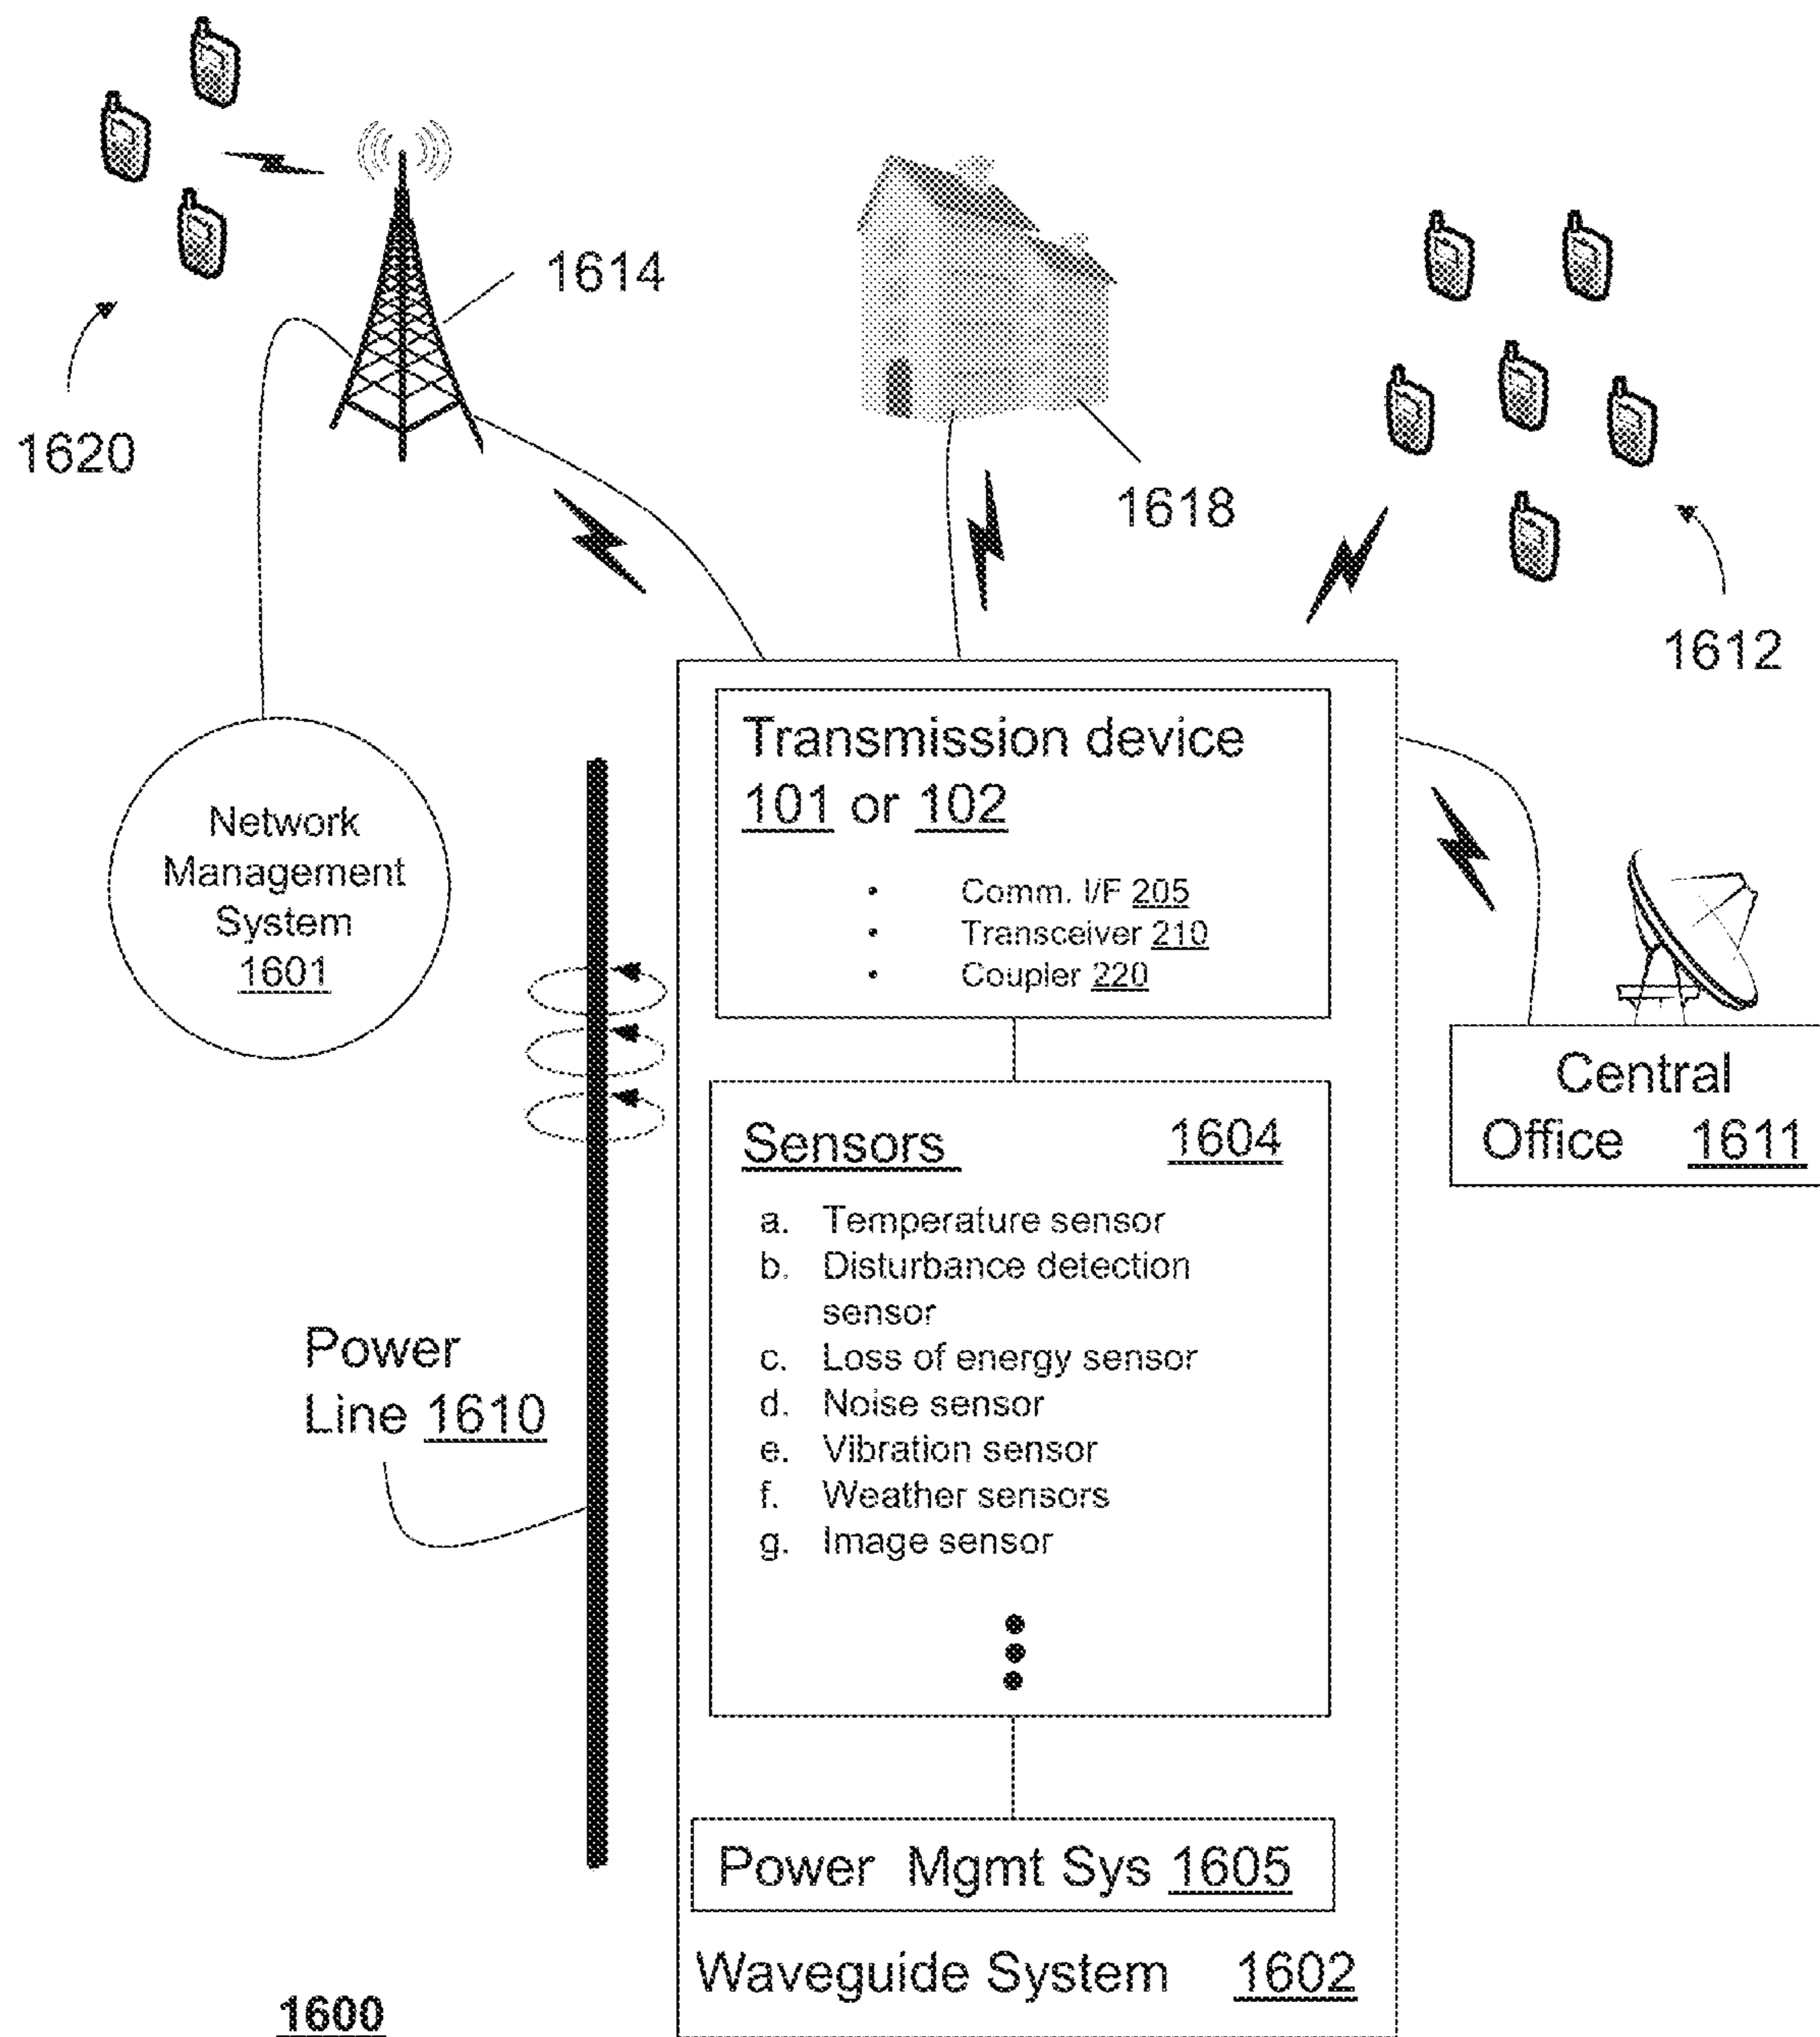 1614
1620
1618
1612
Transmission device
101 or 102
• Comm. I/F 205
• Transceiver 210
• Coupler 220
Network
Management
System
1601
Central
Office 1611
Sensors 1604
a. Temperature sensor
b. Disturbance detection
sensor
c. Loss of energy sensor
d. Noise sensor
e. Vibration sensor
f. Weather sensors
g. Image sensor
Power
Line 1610
Power Mgmt Sys 1605
Waveguide System 1602
1600